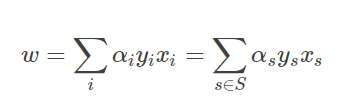 w = ∑_i α_i y_i x_i = ∑_{s∈S} α_s y_s x_s